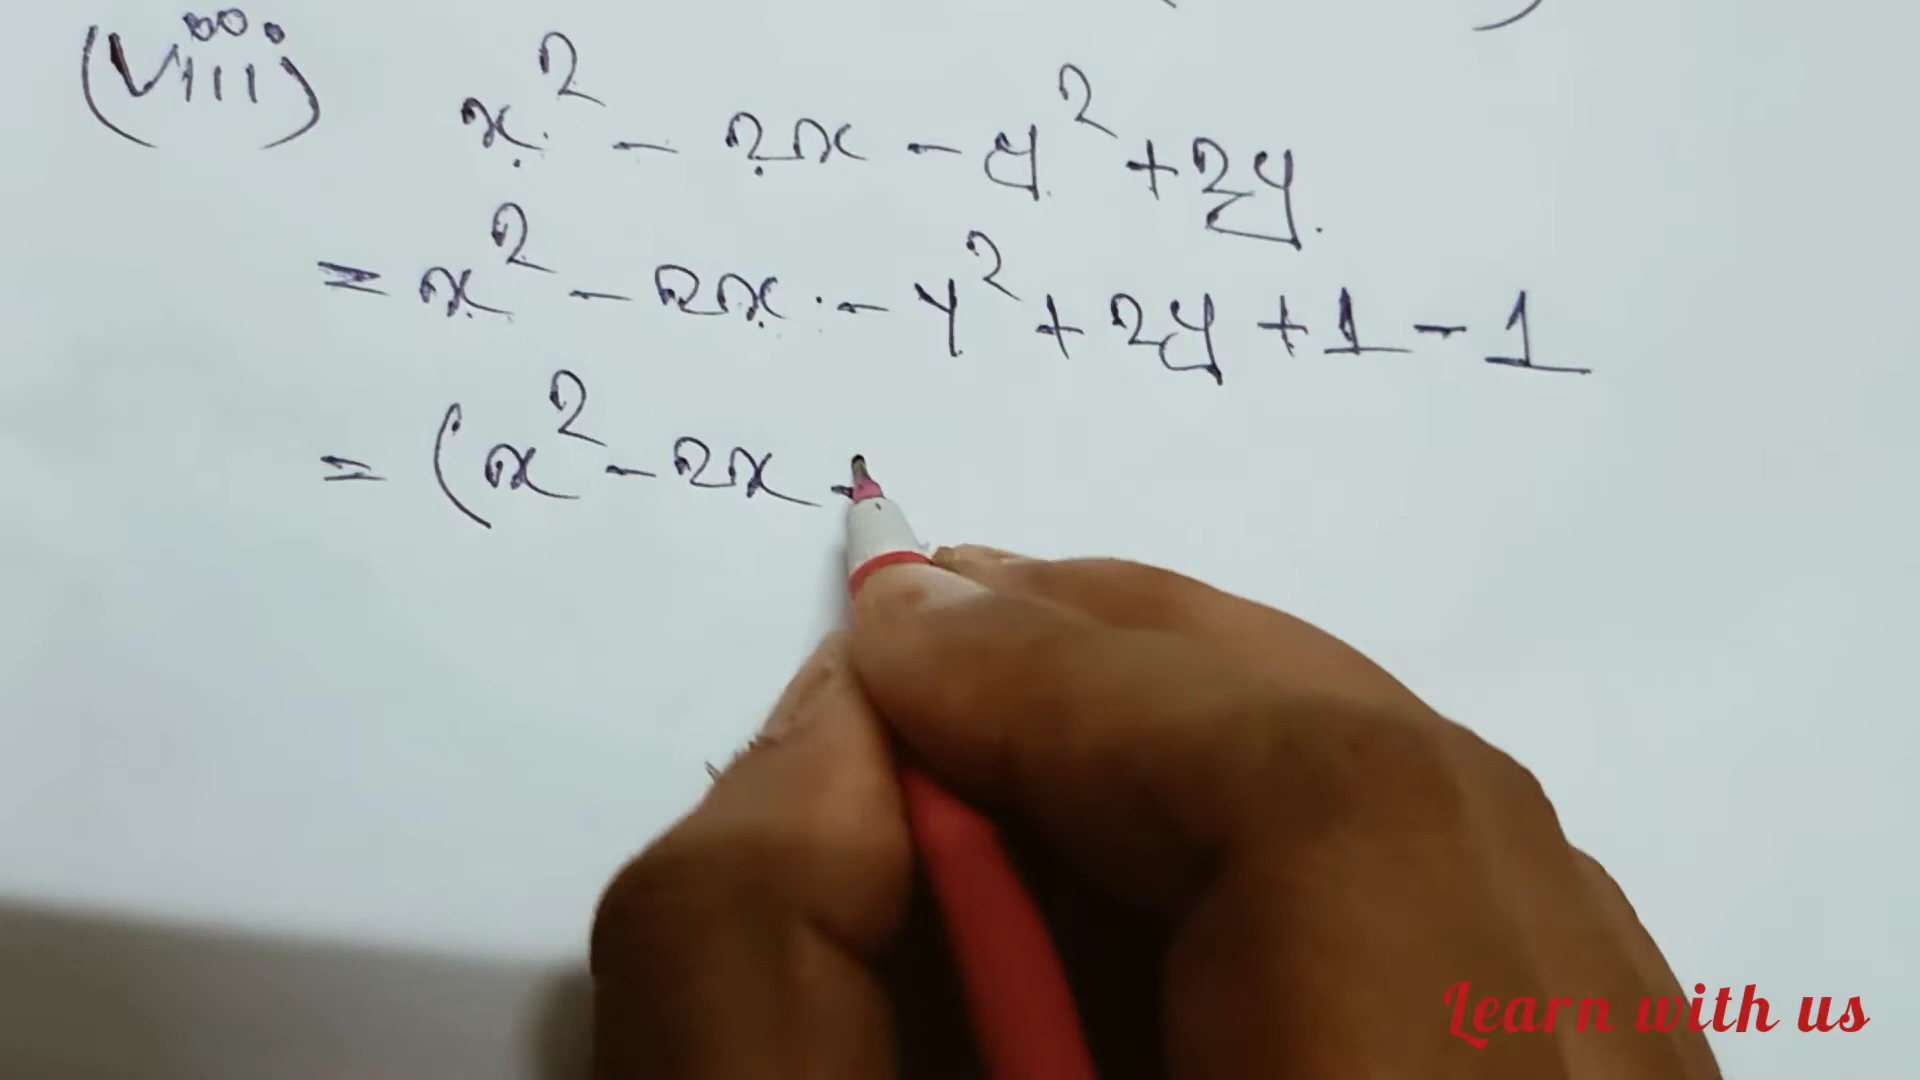 (viii) x² - 2x - y² + 2y.
= x² - 2x - y² + 2y + 1 - 1
= (x² - 2x +
Learn with us